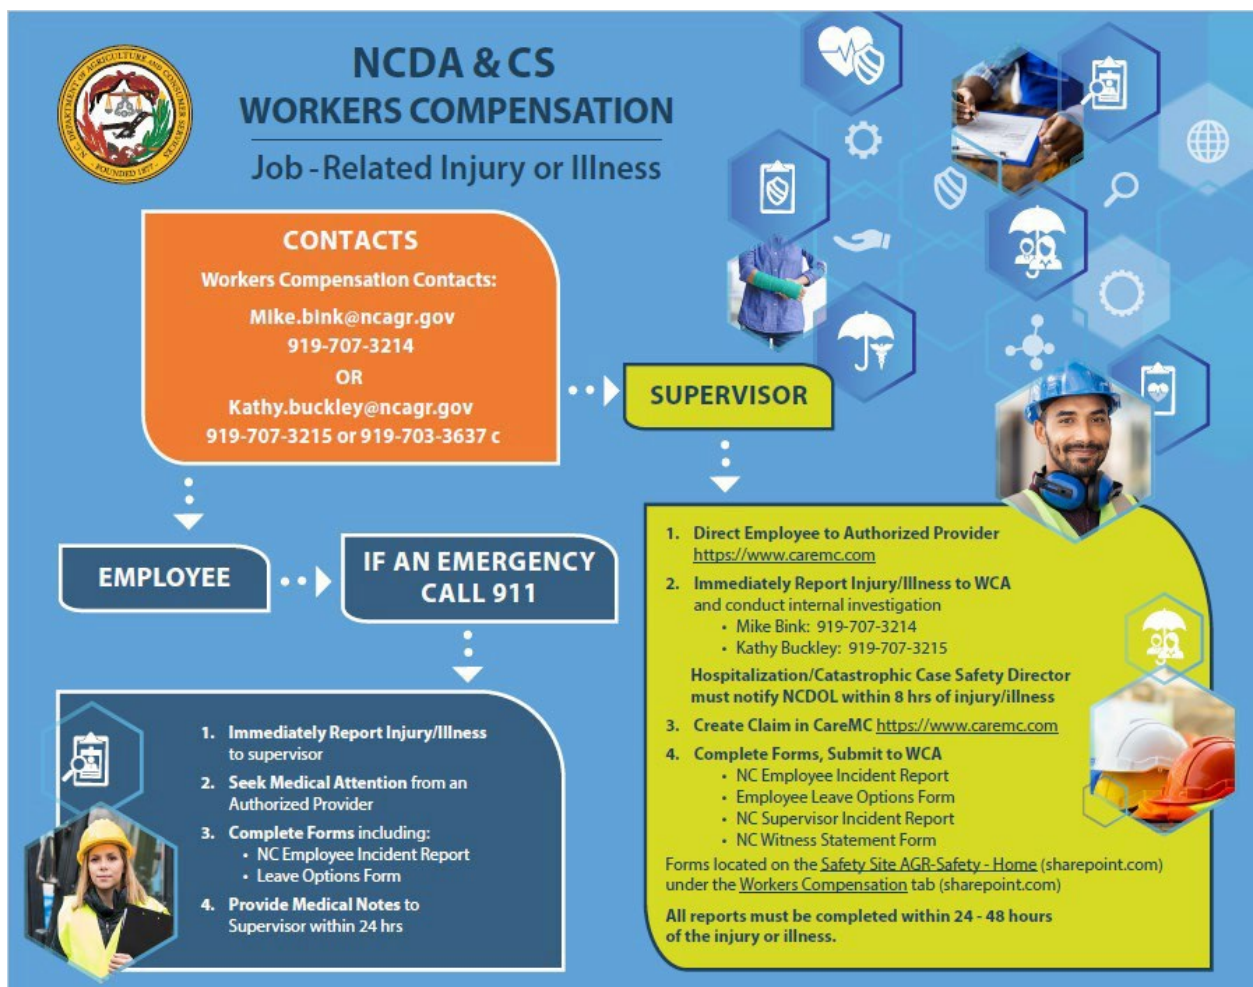 N.C. DEPARTMENT OF AGRICULTURE AND CONSUMER SERVICES
· FOUNDED 1877 ·
NCDA & CS
WORKERS COMPENSATION
Job - Related Injury or Illness
CONTACTS
Workers Compensation Contacts:
Mike.bink@ncagr.gov
919-707-3214
OR
Kathy.buckley@ncagr.gov
919-707-3215 or 919-703-3637 c
SUPERVISOR
EMPLOYEE
IF AN EMERGENCY
CALL 911
1. Immediately Report Injury/Illness
to supervisor
2. Seek Medical Attention from an
Authorized Provider
3. Complete Forms including:
• NC Employee Incident Report
• Leave Options Form
4. Provide Medical Notes to
Supervisor within 24 hrs
1. Direct Employee to Authorized Provider
https://www.caremc.com
2. Immediately Report Injury/Illness to WCA
and conduct internal investigation
• Mike Bink: 919-707-3214
• Kathy Buckley: 919-707-3215
Hospitalization/Catastrophic Case Safety Director
must notify NCDOL within 8 hrs of injury/illness
3. Create Claim in CareMC https://www.caremc.com
4. Complete Forms, Submit to WCA
• NC Employee Incident Report
• Employee Leave Options Form
• NC Supervisor Incident Report
• NC Witness Statement Form
Forms located on the Safety Site AGR-Safety - Home (sharepoint.com)
under the Workers Compensation tab (sharepoint.com)
All reports must be completed within 24 - 48 hours
of the injury or illness.